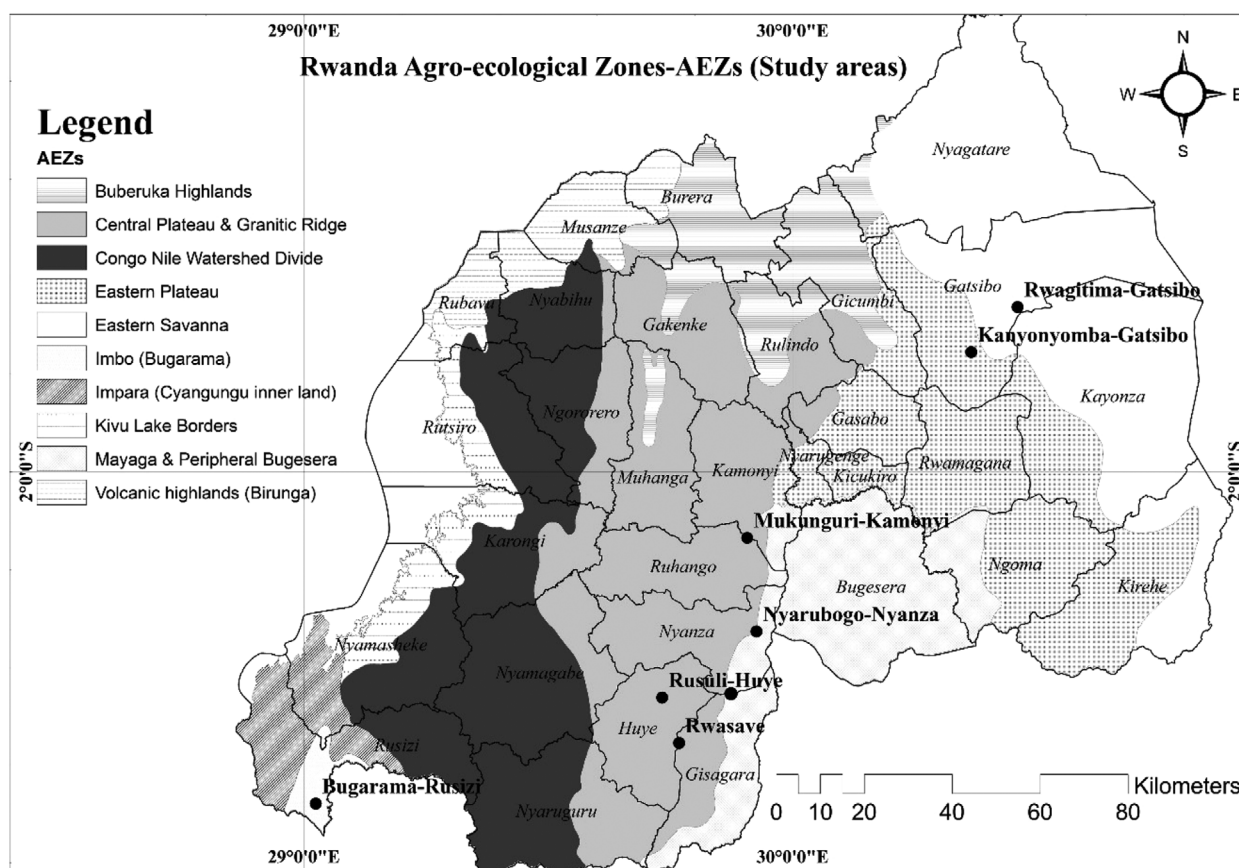 29°0'0"E
30°0'0"E
Rwanda Agro-ecological Zones-AEZs (Study areas)
N
W
E
S
Legend
AEZs
Buberuka Highlands
Central Plateau & Granitic Ridge
Congo Nile Watershed Divide
Eastern Plateau
Eastern Savanna
Imbo (Bugarama)
Impara (Cyangungu inner land)
Kivu Lake Borders
Mayaga & Peripheral Bugesera
Volcanic highlands (Birunga)
Nyagatare
Burera
Musanze
Rubavu
Nyabihu
Gakenke
Gicumbi
Gatsibo
Rwagitima-Gatsibo
Rulindo
Kanyonyomba-Gatsibo
Kayonza
Ngororero
Rutsiro
Gasabo
Nyarugenge
Muhanga
Kamonyi
Kicukiro
Rwamagana
2°0'0"S
2°0'0"S
Karongi
Mukunguri-Kamonyi
Ruhango
Ngoma
Bugesera
Kirehe
Nyarubogo-Nyanza
Nyanza
Nyamasheke
Nyamagabe
Rusuli-Huye
Huye
Rwasave
Rusizi
Gisagara
Bugarama-Rusizi
Nyaruguru
Kilometers
0 10 20 40 60 80
29°0'0"E
30°0'0"E